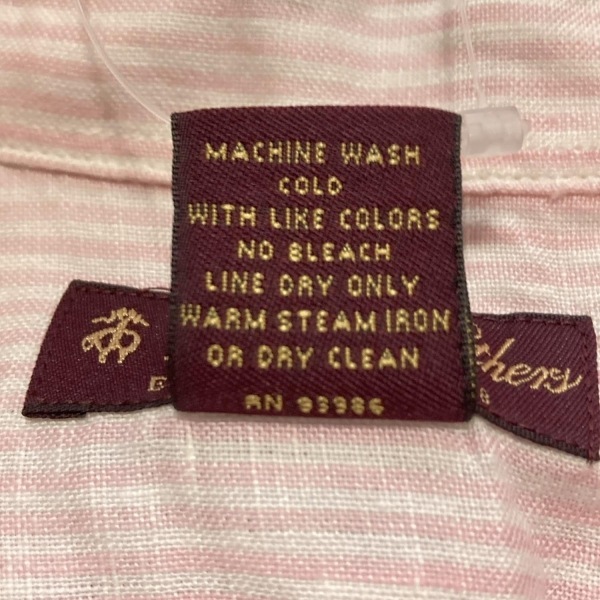 MACHINE WASH
COLD
WITH LIKE COLORS
NO BLEACH
LINE DRY ONLY
WARM STEAM IRON
OR DRY CLEAN
RN 93986
thers